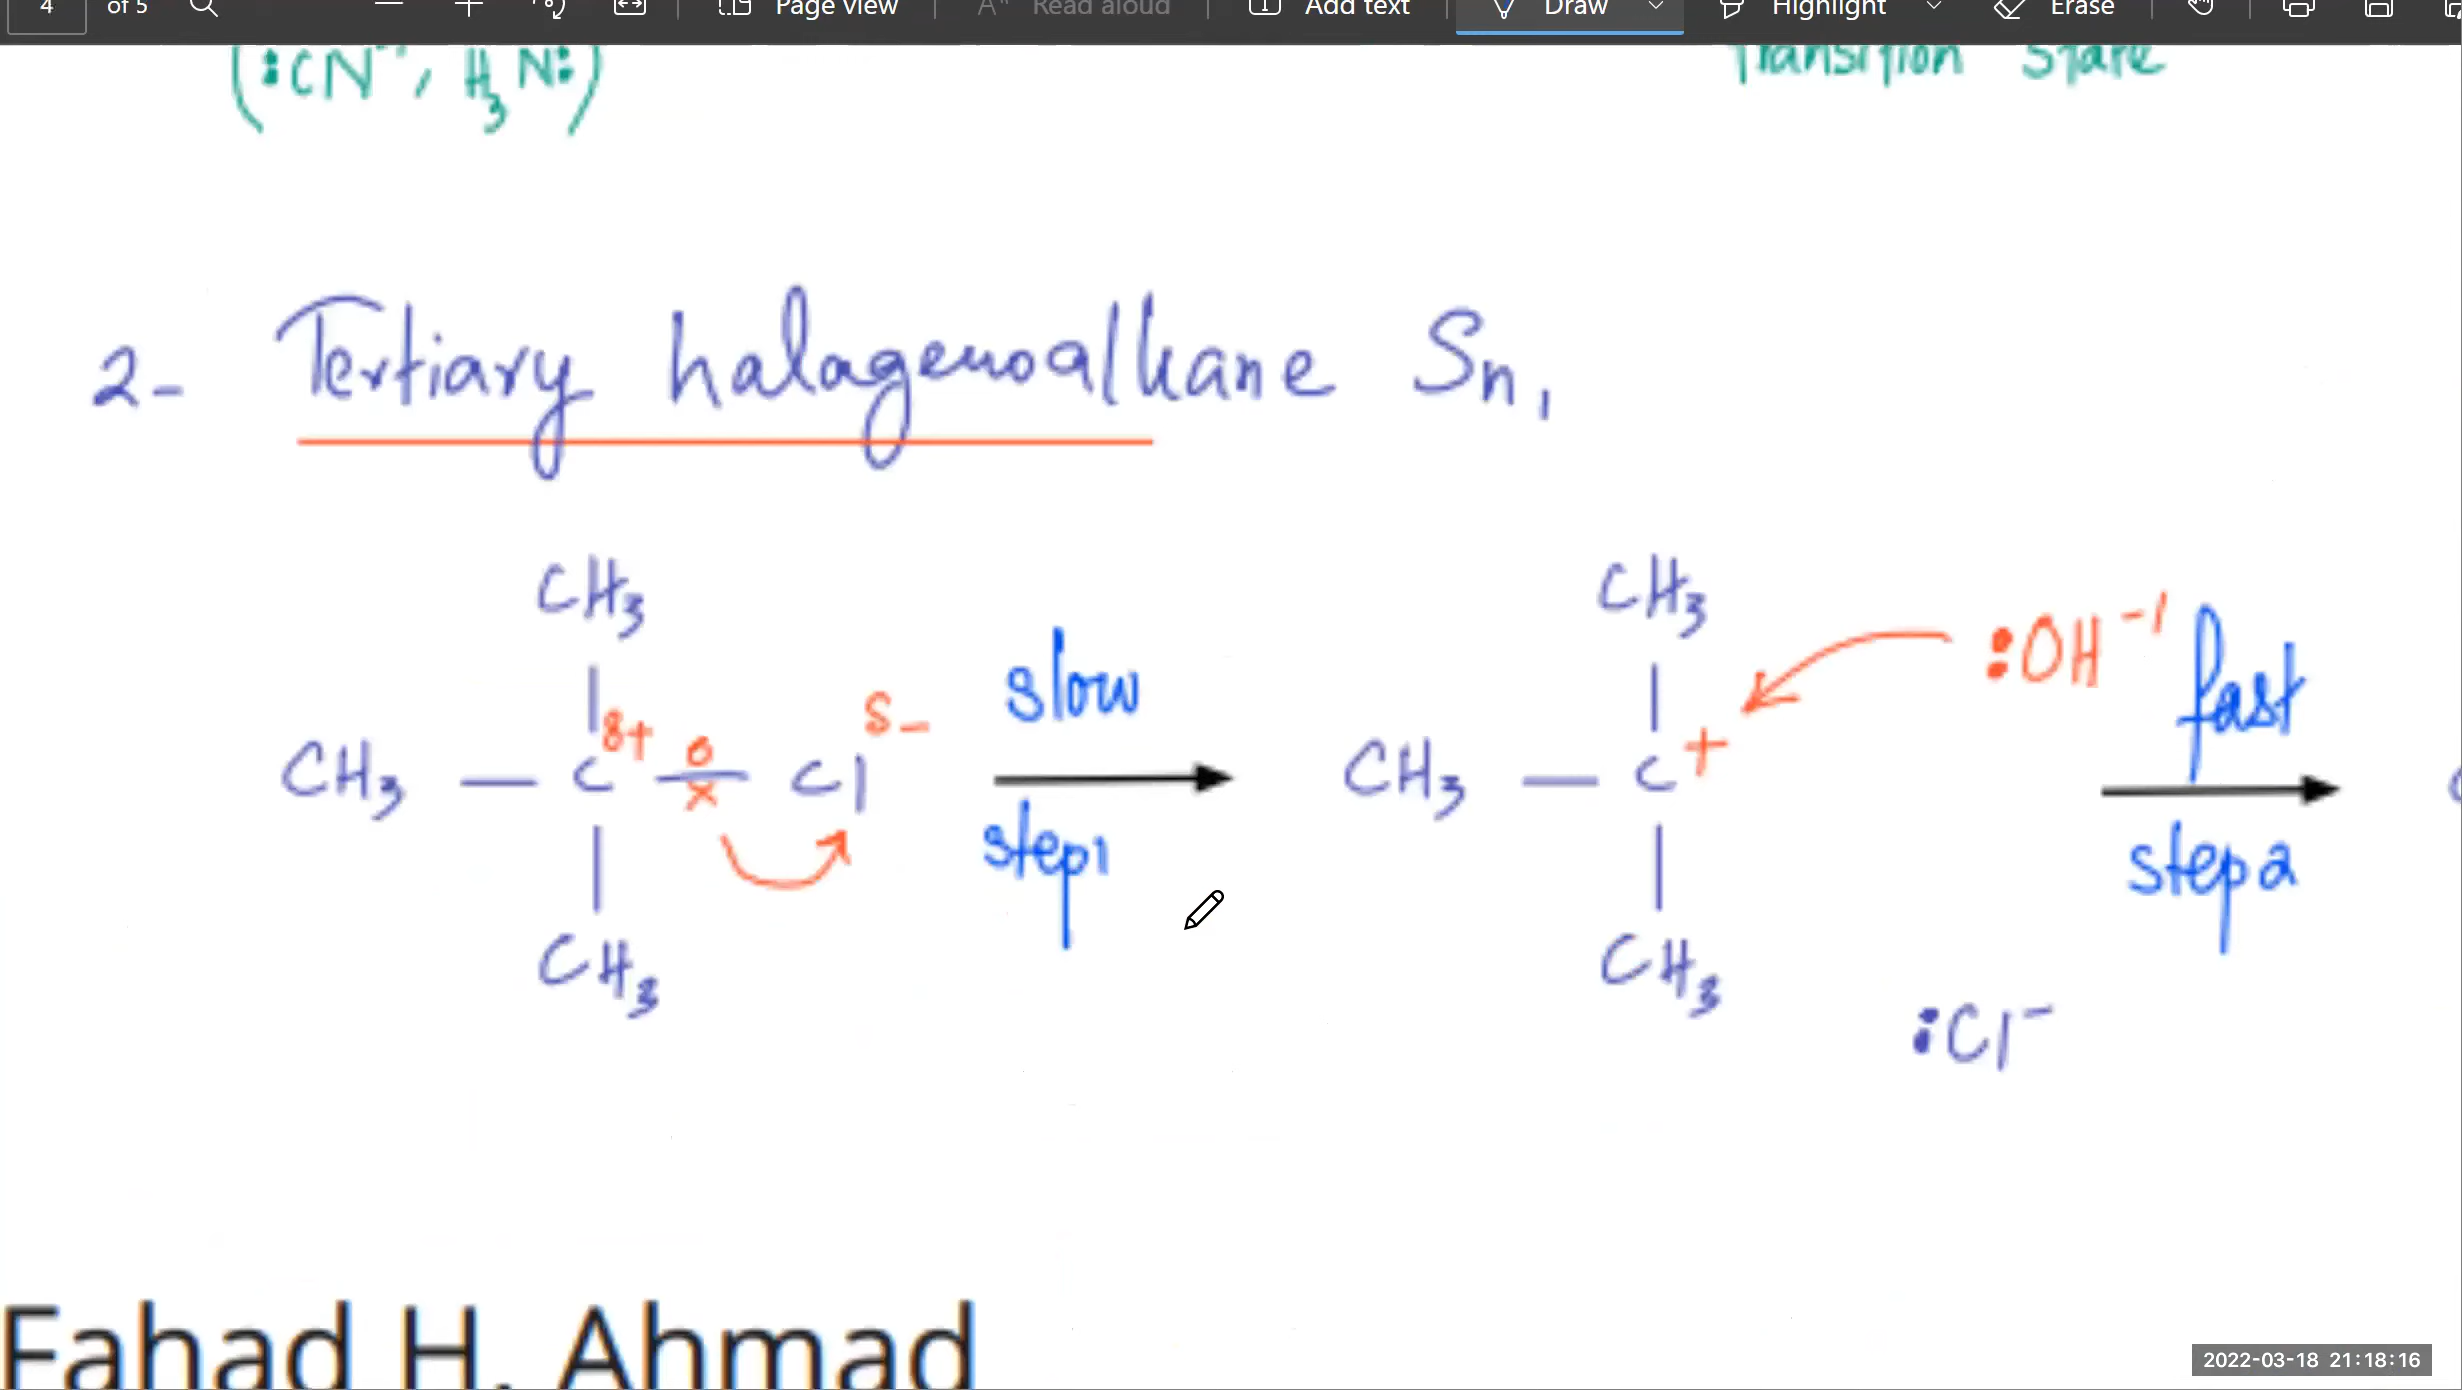 4 of 5 Page view Read aloud Add text Draw Highlight Erase
(:CN⁻¹, H₃N:) Transition State
2- Tertiary halagenoalkane Sn₁
CH₃ CH₃
:OH⁻¹ fast
δ+ δ- slow
CH₃ — C — Cl CH₃ — C+
step1 step2
CH₃ CH₃
:Cl⁻
Fahad H. Ahmad
2022-03-18 21:18:16